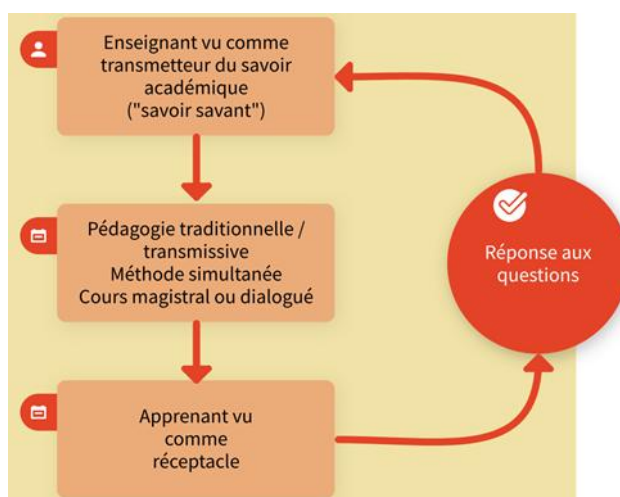 Enseignant vu comme
transmetteur du savoir
académique
("savoir savant")
Pédagogie traditionnelle /
transmissive
Méthode simultanée
Cours magistral ou dialogué
Réponse aux
questions
Apprenant vu
comme
réceptacle